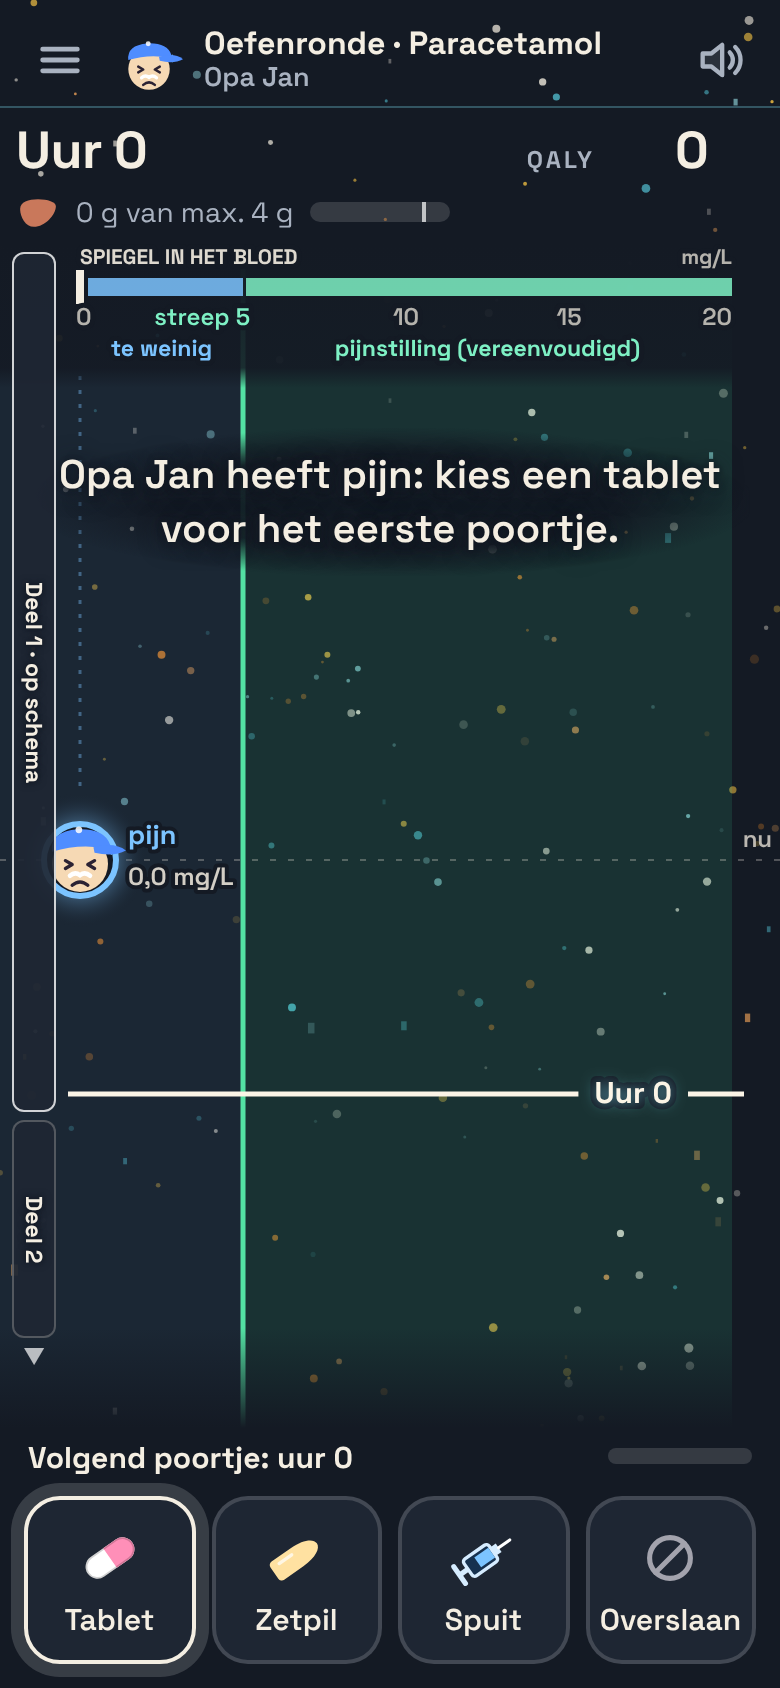 Oefenronde · Paracetamol
Opa Jan
Uur 0
QALY 0
0 g van max. 4 g
SPIEGEL IN HET BLOED mg/L
0 streep 5 10 15 20
te weinig pijnstilling (vereenvoudigd)
Opa Jan heeft pijn: kies een tablet
voor het eerste poortje.
Deel 1 · op schema
pijn
nu
0,0 mg/L
Uur 0
Deel 2
Volgend poortje: uur 0
Tablet Zetpil Spuit Overslaan